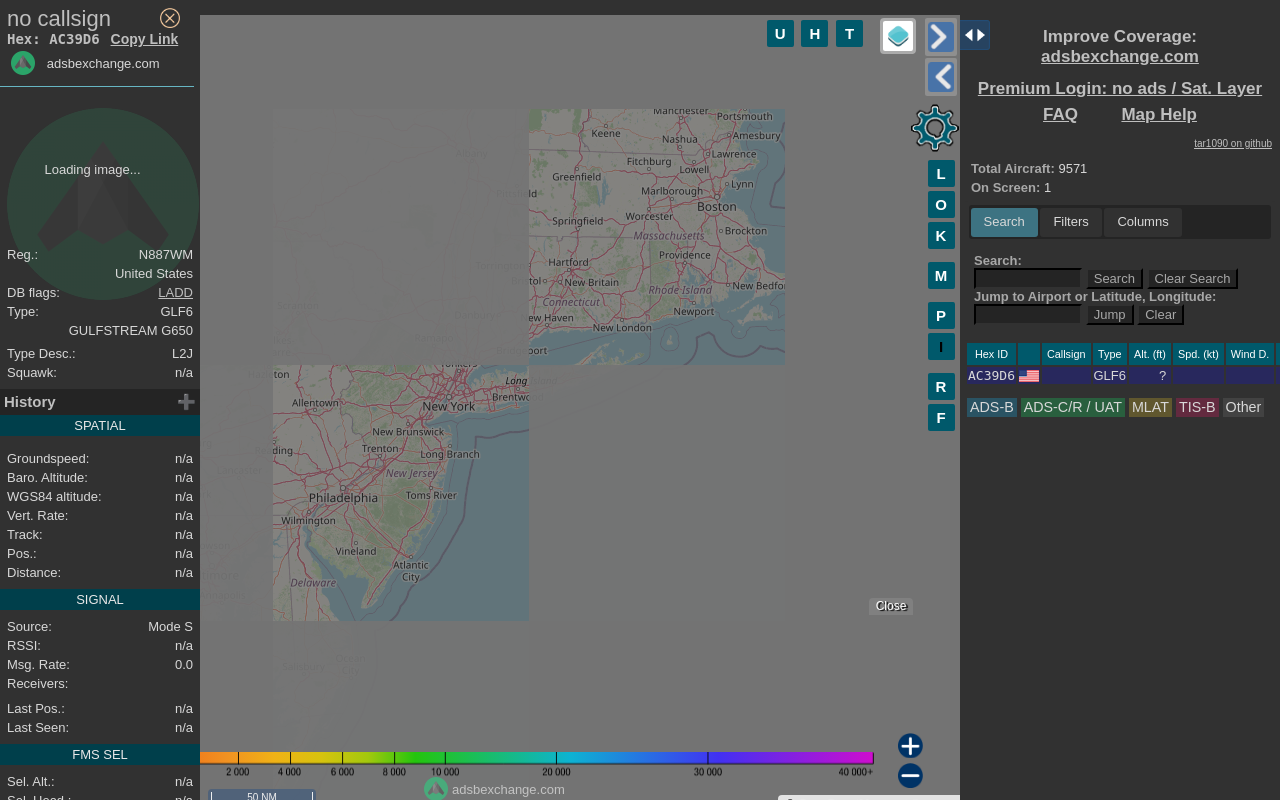 no callsign
Hex: AC39D6 Copy Link
adsbexchange.com
Loading image...
Reg.: N887WM
United States
DB flags: LADD
Type: GLF6
GULFSTREAM G650
Type Desc.: L2J
Squawk: n/a
History
SPATIAL
Groundspeed: n/a
Baro. Altitude: n/a
WGS84 altitude: n/a
Vert. Rate: n/a
Track: n/a
Pos.: n/a
Distance: n/a
SIGNAL
Source: Mode S
RSSI: n/a
Msg. Rate: 0.0
Receivers:
Last Pos.: n/a
Last Seen: n/a
FMS SEL
Sel. Alt.: n/a
U H T
L
O
K
M
P
I
R
F
Manchester
Portsmouth
Keene
Nashua
Amesbury
Fitchburg
Lawrence
Lowell
Greenfield
Marlborough
Lynn
Worcester
Boston
Springfield
Brockton
Massachusetts
Hartford
Providence
New Britain
Rhode Island
New Bedfo
Connecticut
Newport
ew Haven
New London
Long
Allentown
New York
Brentwo
New Brunswick
Trenton
Long Branch
New Jersey
Philadelphia
Toms River
Wilmington
Vineland
Atlantic
City
Delaware
Close
2 000 4 000 6 000 8 000 10 000 20 000 30 000 40 000+
adsbexchange.com
50 NM
Improve Coverage:
adsbexchange.com
Premium Login: no ads / Sat. Layer
FAQ Map Help
tar1090 on github
Total Aircraft: 9571
On Screen: 1
Search Filters Columns
Search:
Search Clear Search
Jump to Airport or Latitude, Longitude:
Jump Clear
Hex ID Callsign Type Alt. (ft) Spd. (kt) Wind D.
AC39D6 GLF6 ?
ADS-B ADS-C/R / UAT MLAT TIS-B Other